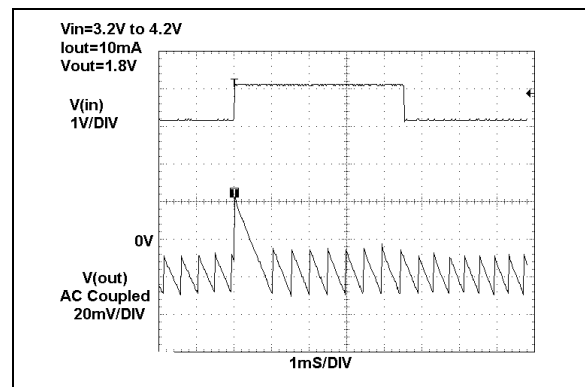 Vin=3.2V to 4.2V
Iout=10mA
Vout=1.8V
V(in)
1V/DIV
0V
V(out)
AC Coupled
20mV/DIV
1mS/DIV